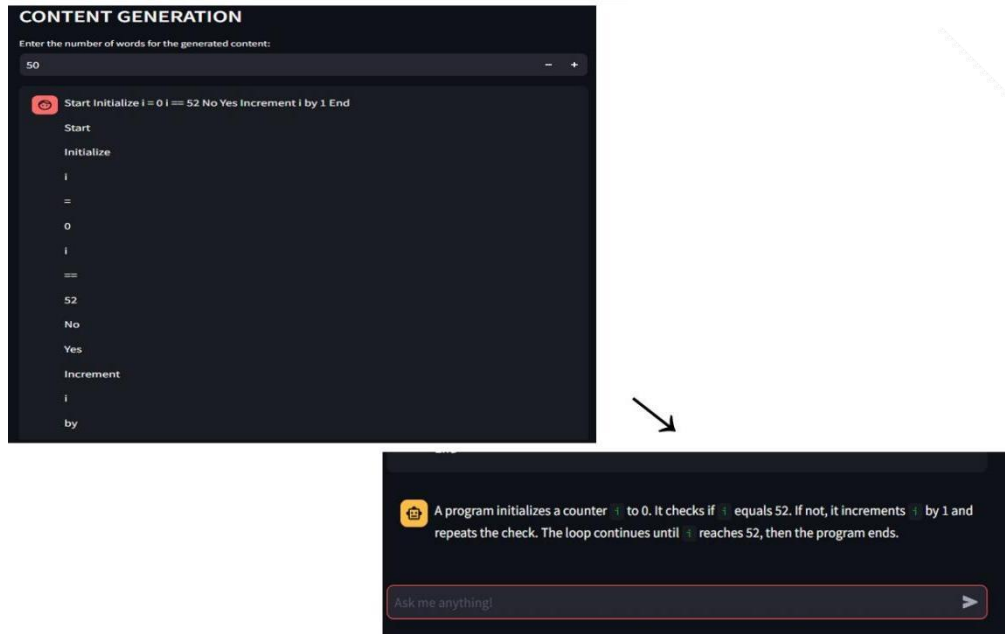 CONTENT GENERATION
Enter the number of words for the generated content:
50 - +
Start Initialize i = 0 i == 52 No Yes Increment i by 1 End
Start
Initialize
i
=
0
i
==
52
No
Yes
Increment
i
by
A program initializes a counter i to 0. It checks if i equals 52. If not, it increments i by 1 and
repeats the check. The loop continues until i reaches 52, then the program ends.
Ask me anything!